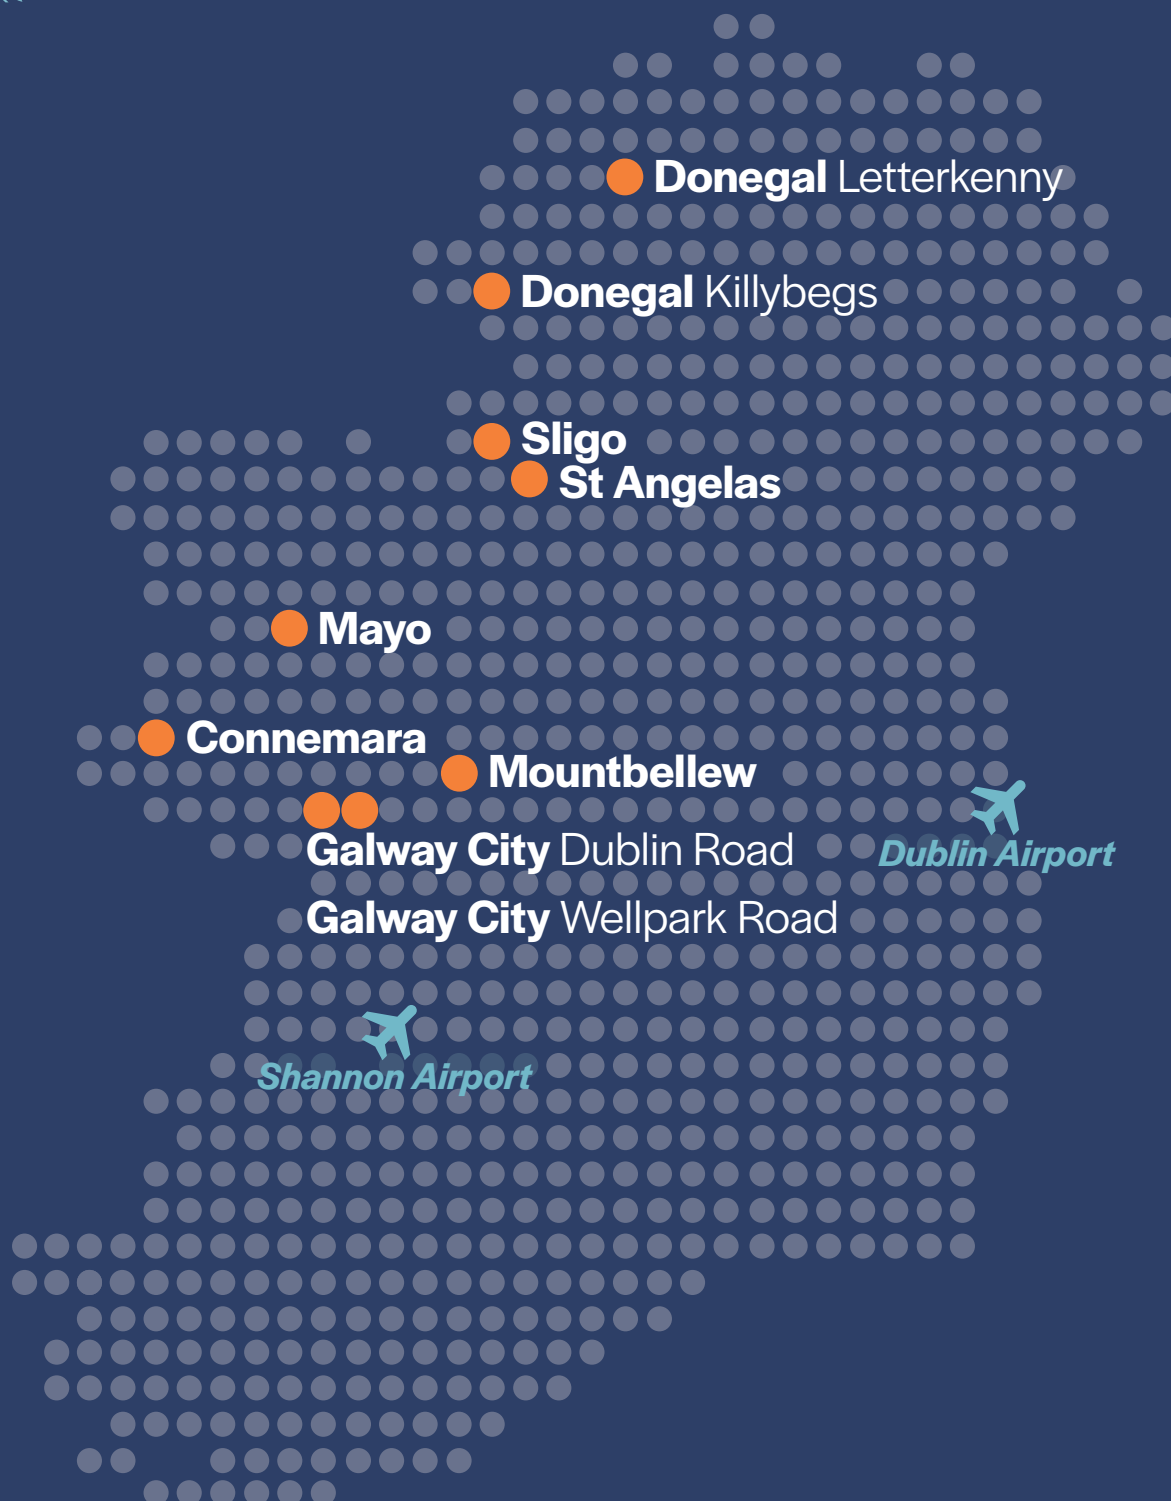 Donegal Letterkenny
Donegal Killybegs
Sligo
St Angelas
Mayo
Connemara
Mountbellew
Galway City Dublin Road
Dublin Airport
Galway City Wellpark Road
Shannon Airport